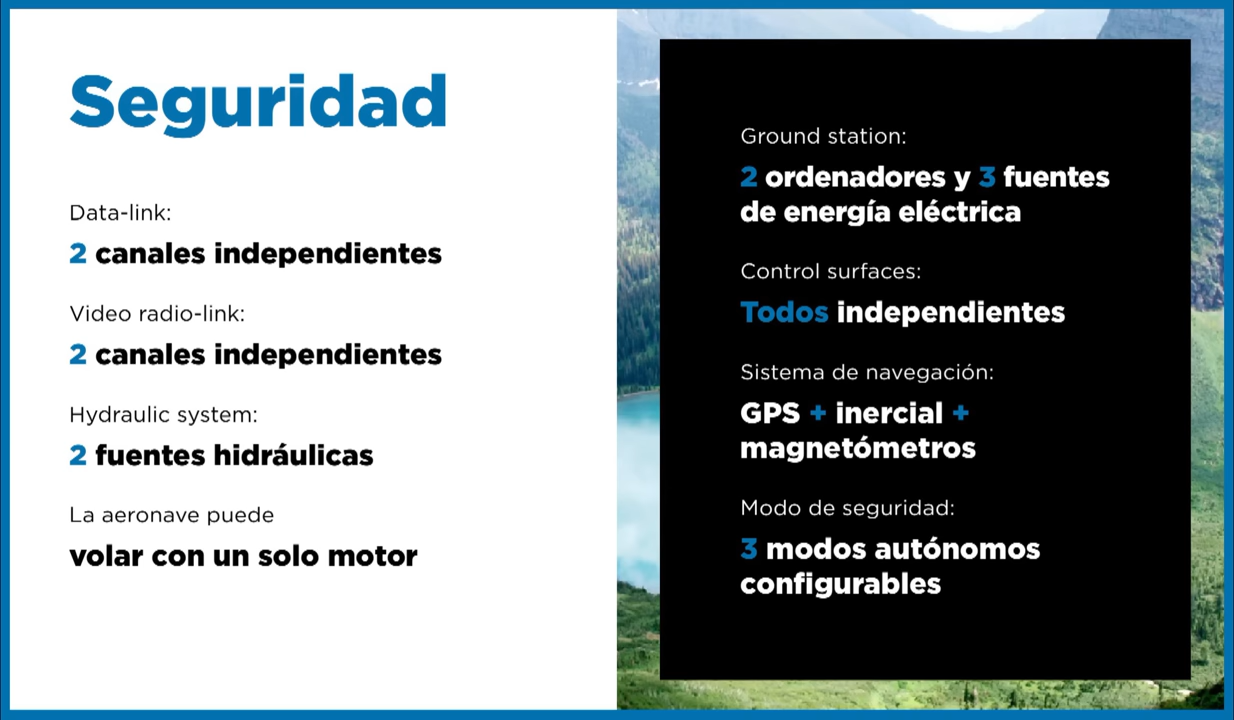 Seguridad
Data-link:
2 canales independientes
Video radio-link:
2 canales independientes
Hydraulic system:
2 fuentes hidráulicas
La aeronave puede
volar con un solo motor
Ground station:
2 ordenadores y 3 fuentes
de energía eléctrica
Control surfaces:
Todos independientes
Sistema de navegación:
GPS + inercial +
magnetómetros
Modo de seguridad:
3 modos autónomos
configurables